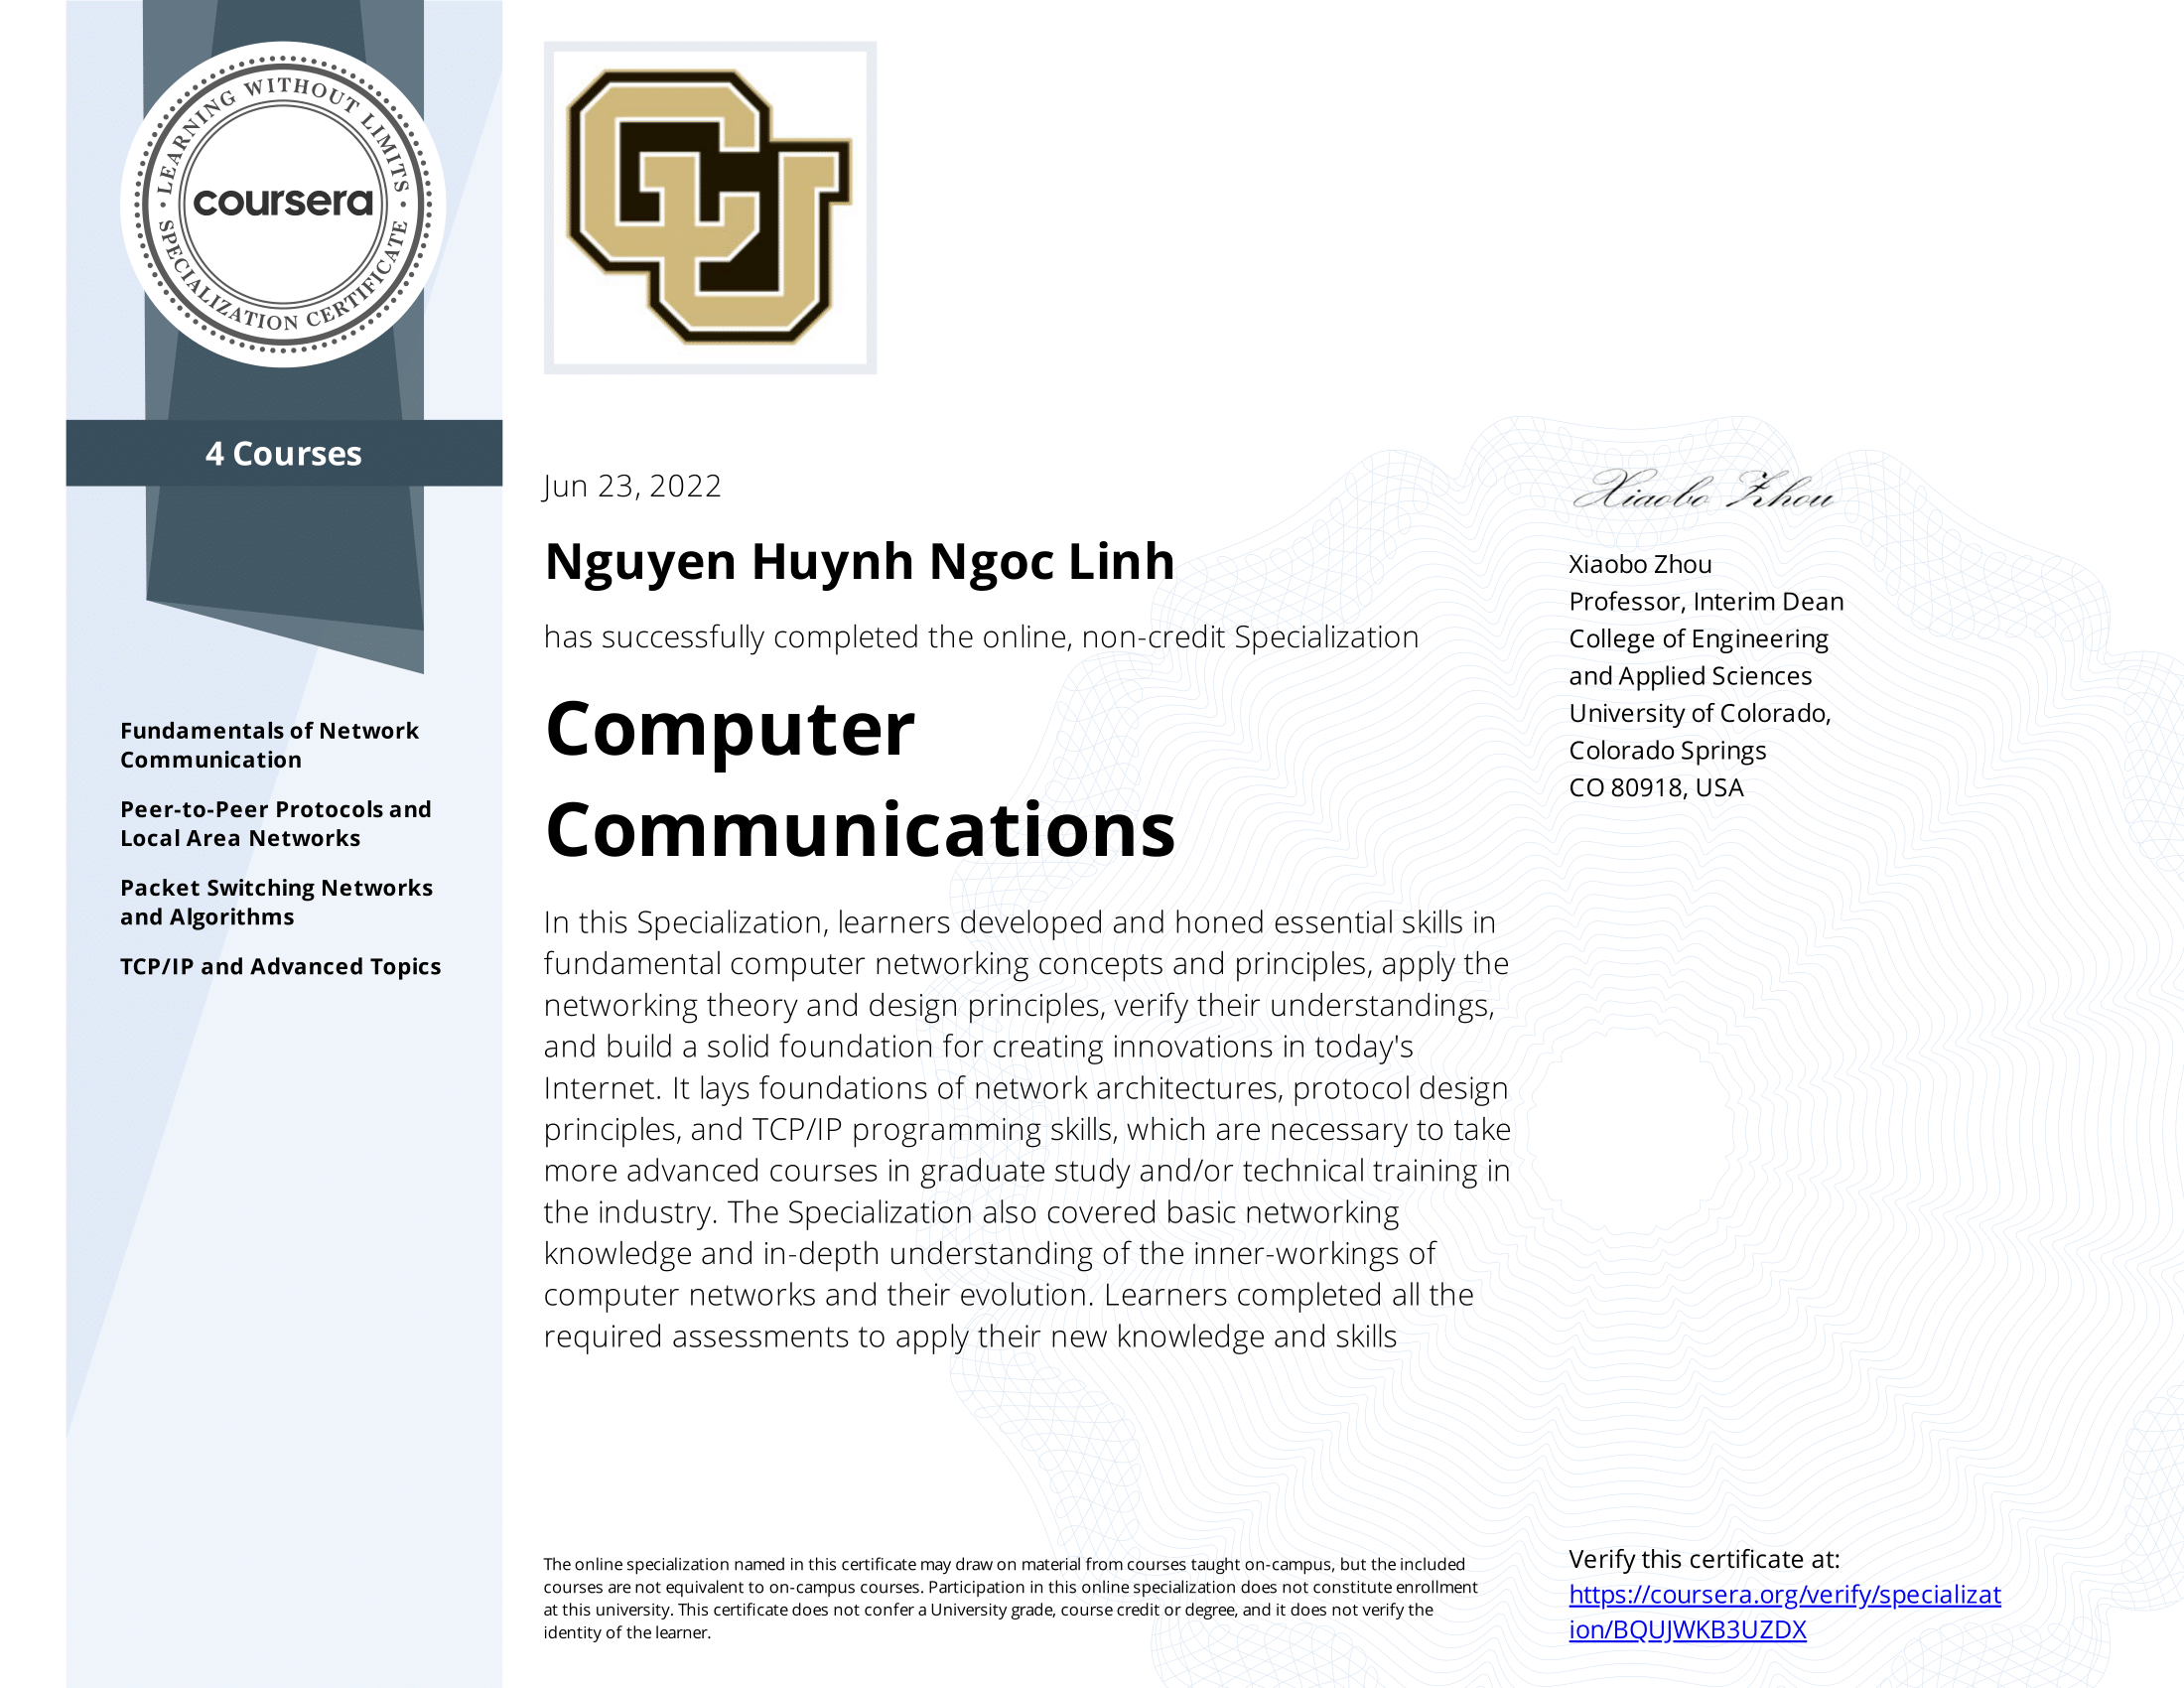 LEARNING WITHOUT LIMITS
coursera
SPECIALIZATION CERTIFICATE
4 Courses
Fundamentals of Network
Communication
Peer-to-Peer Protocols and
Local Area Networks
Packet Switching Networks
and Algorithms
TCP/IP and Advanced Topics
CU
Jun 23, 2022
Nguyen Huynh Ngoc Linh
has successfully completed the online, non-credit Specialization
Computer
Communications
In this Specialization, learners developed and honed essential skills in
fundamental computer networking concepts and principles, apply the
networking theory and design principles, verify their understandings,
and build a solid foundation for creating innovations in today's
Internet. It lays foundations of network architectures, protocol design
principles, and TCP/IP programming skills, which are necessary to take
more advanced courses in graduate study and/or technical training in
the industry. The Specialization also covered basic networking
knowledge and in-depth understanding of the inner-workings of
computer networks and their evolution. Learners completed all the
required assessments to apply their new knowledge and skills
Xiaobo Zhou
Xiaobo Zhou
Professor, Interim Dean
College of Engineering
and Applied Sciences
University of Colorado,
Colorado Springs
CO 80918, USA
The online specialization named in this certificate may draw on material from courses taught on-campus, but the included
courses are not equivalent to on-campus courses. Participation in this online specialization does not constitute enrollment
at this university. This certificate does not confer a University grade, course credit or degree, and it does not verify the
identity of the learner.
Verify this certificate at:
https://coursera.org/verify/specializat
ion/BQUJWKB3UZDX